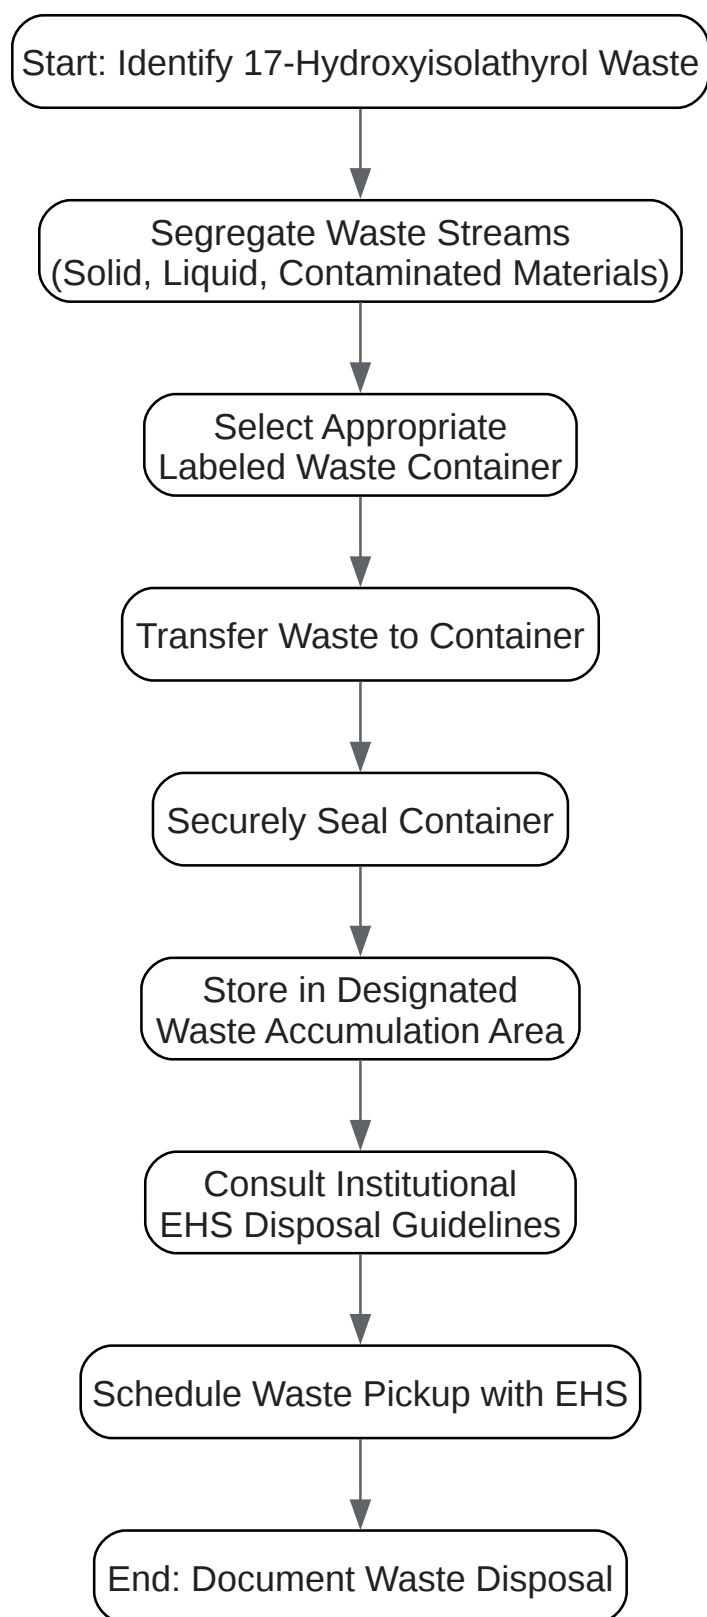 Start: Identify 17-Hydroxyisolathyrol Waste
Segregate Waste Streams
(Solid, Liquid, Contaminated Materials)
Select Appropriate
Labeled Waste Container
Transfer Waste to Container
Securely Seal Container
Store in Designated
Waste Accumulation Area
Consult Institutional
EHS Disposal Guidelines
Schedule Waste Pickup with EHS
End: Document Waste Disposal